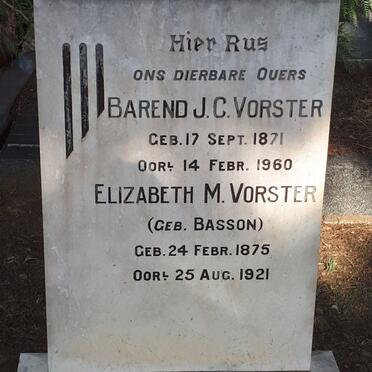 Hier Rus
ONS DIERBARE OUERS
BAREND J.C. VORSTER
GEB. 17 SEPT. 1871
OORL 14 FEBR. 1960
ELIZABETH M. VORSTER
(GEB. BASSON)
GEB. 24 FEBR. 1875
OORL 25 AUG. 1921